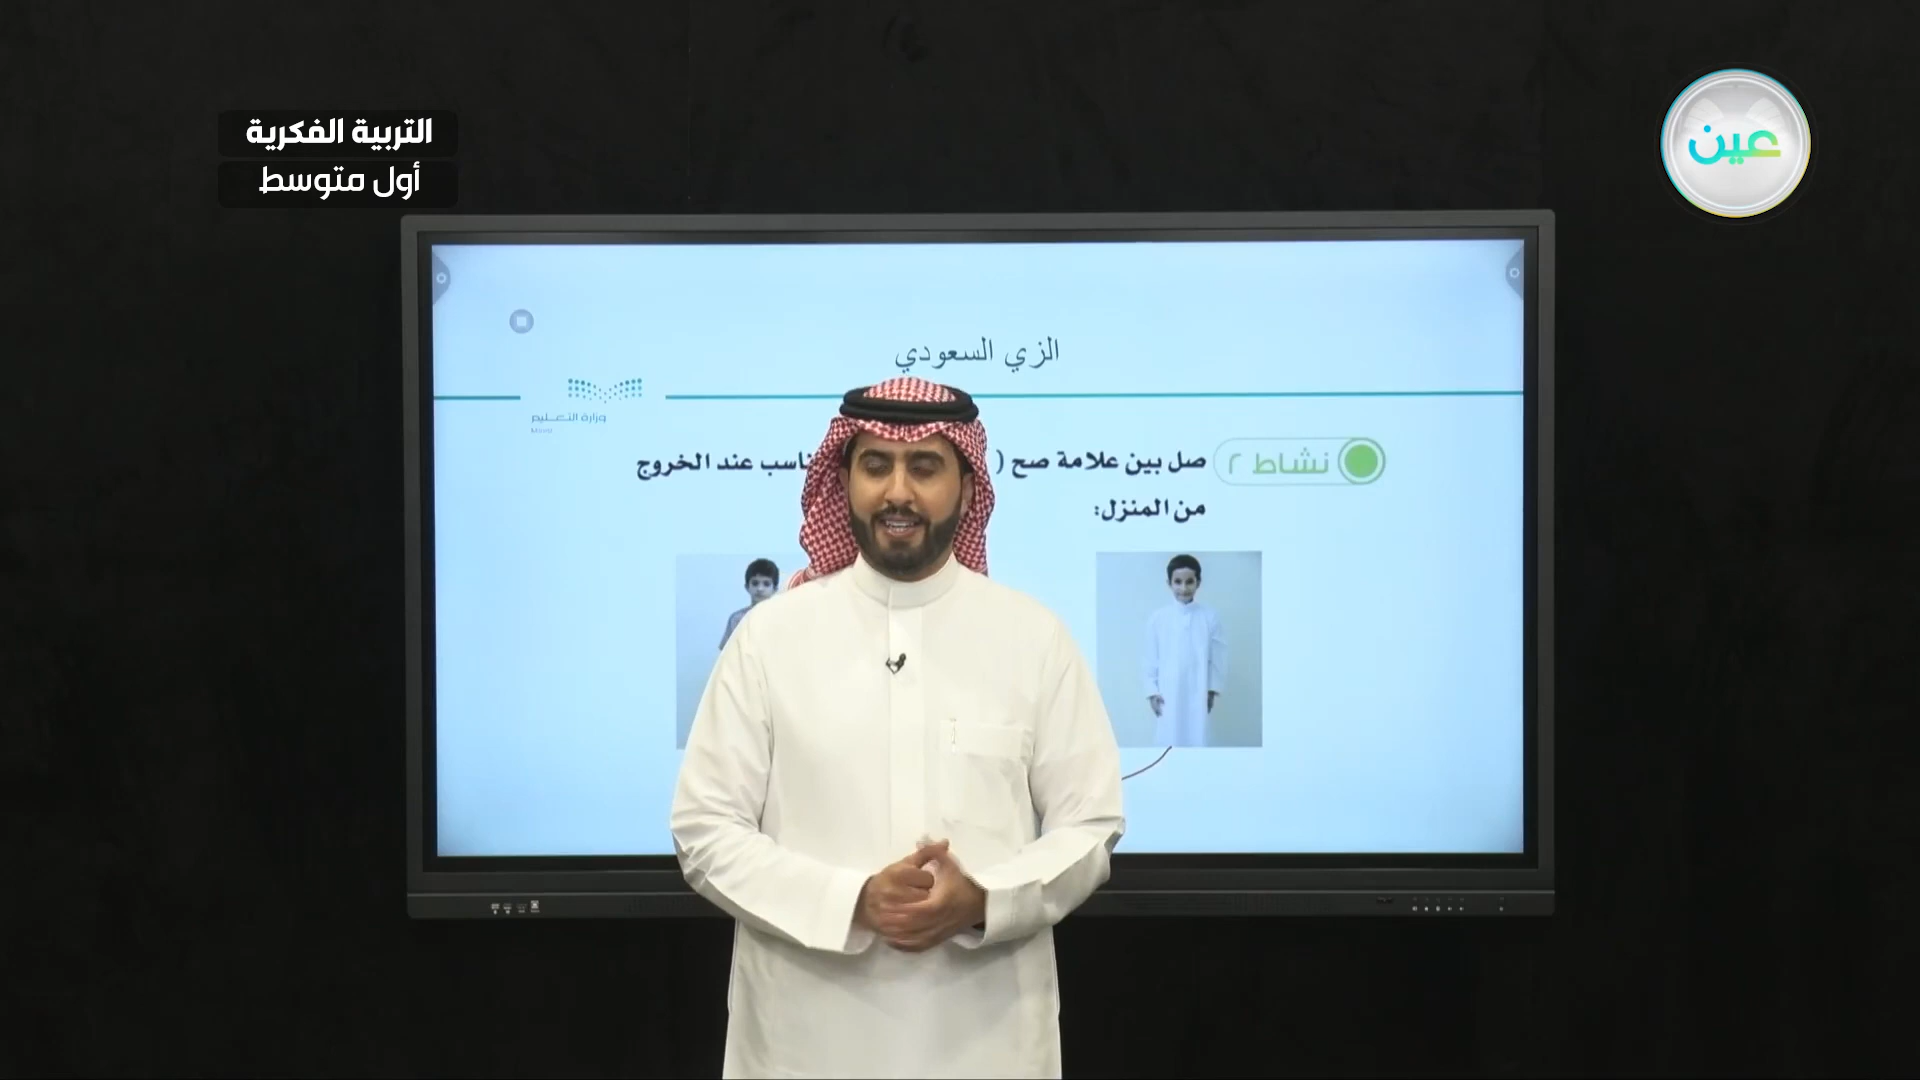 التربية الفكرية
أول متوسط
عين
الزي السعودي
وزارة التعليم
نشاط ٢
صل بين علامة صح ( عند الخروج
من المنزل: